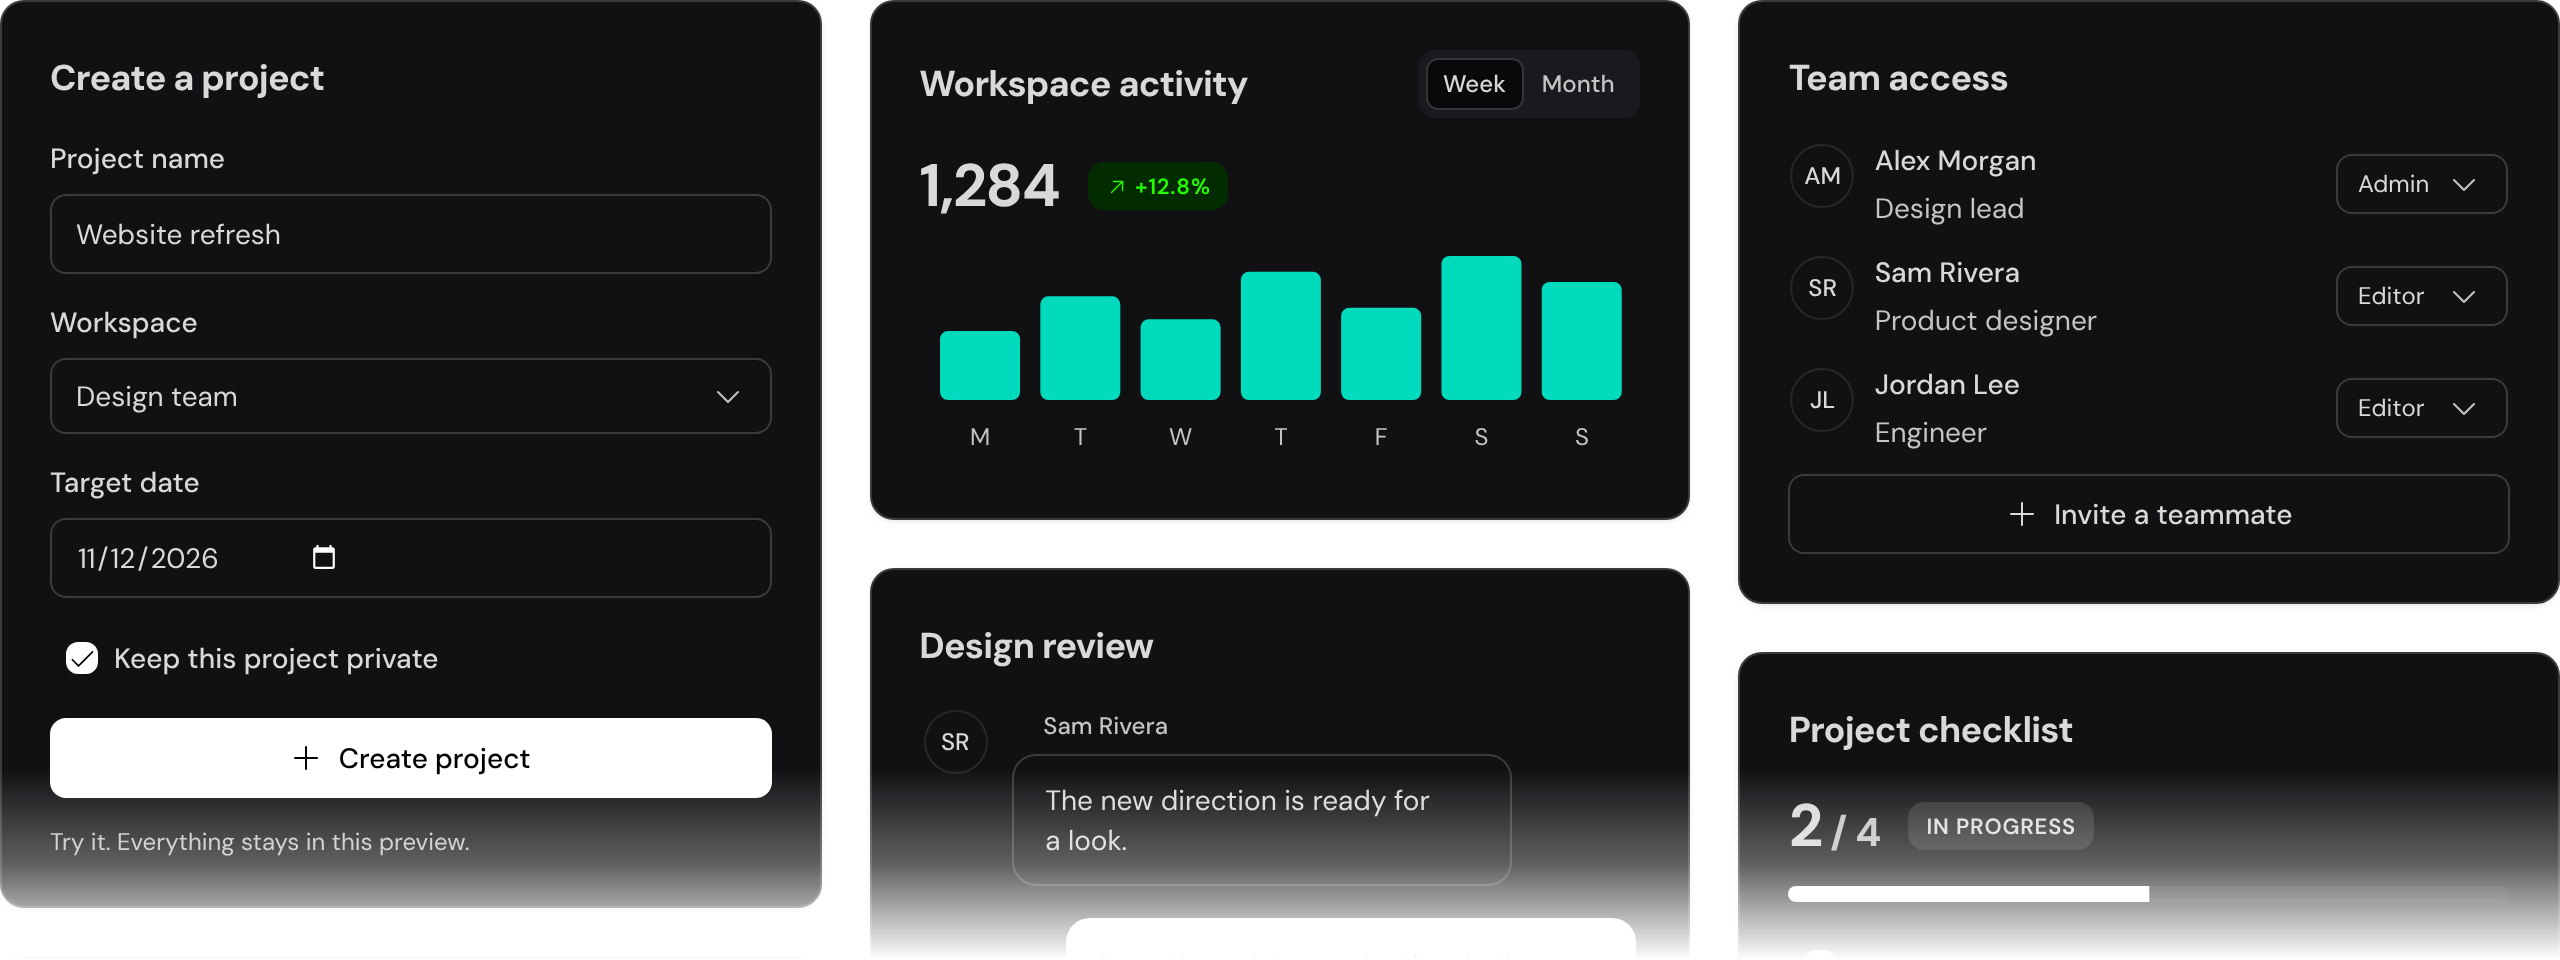 Create a project
Project name
Website refresh
Workspace
Design team
Target date
11/12/2026
Keep this project private
Create project
Try it. Everything stays in this preview.
Workspace activity
Week
Month
1,284
+12.8%
M T W T F S S
Design review
SR
Sam Rivera
The new direction is ready for
a look.
Team access
AM
Alex Morgan
Design lead
Admin
SR
Sam Rivera
Product designer
Editor
JL
Jordan Lee
Engineer
Editor
Invite a teammate
Project checklist
2 / 4
IN PROGRESS